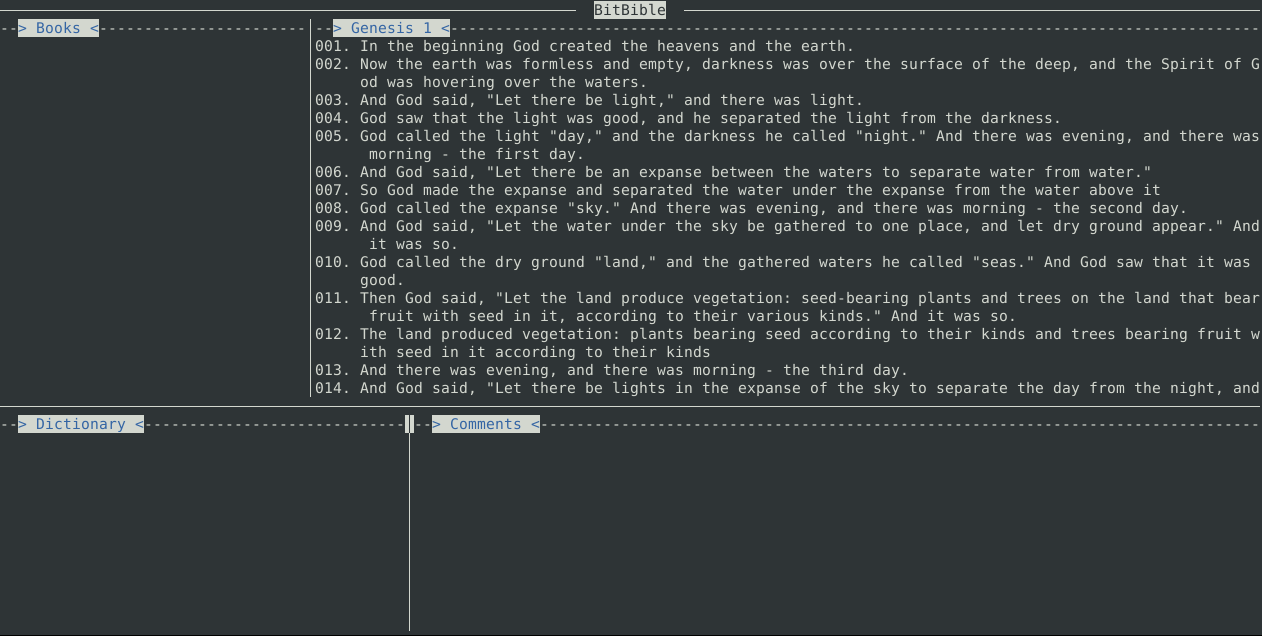 BitBible
--> Books <-----------------------
--> Genesis 1 <------------------------------------------------------------------------------------------
001. In the beginning God created the heavens and the earth.
002. Now the earth was formless and empty, darkness was over the surface of the deep, and the Spirit of G
od was hovering over the waters.
003. And God said, "Let there be light," and there was light.
004. God saw that the light was good, and he separated the light from the darkness.
005. God called the light "day," and the darkness he called "night." And there was evening, and there was
morning - the first day.
006. And God said, "Let there be an expanse between the waters to separate water from water."
007. So God made the expanse and separated the water under the expanse from the water above it
008. God called the expanse "sky." And there was evening, and there was morning - the second day.
009. And God said, "Let the water under the sky be gathered to one place, and let dry ground appear." And
it was so.
010. God called the dry ground "land," and the gathered waters he called "seas." And God saw that it was
good.
011. Then God said, "Let the land produce vegetation: seed-bearing plants and trees on the land that bear
fruit with seed in it, according to their various kinds." And it was so.
012. The land produced vegetation: plants bearing seed according to their kinds and trees bearing fruit w
ith seed in it according to their kinds
013. And there was evening, and there was morning - the third day.
014. And God said, "Let there be lights in the expanse of the sky to separate the day from the night, and
--> Dictionary <-----------------------------
--> Comments <--------------------------------------------------------------------------------